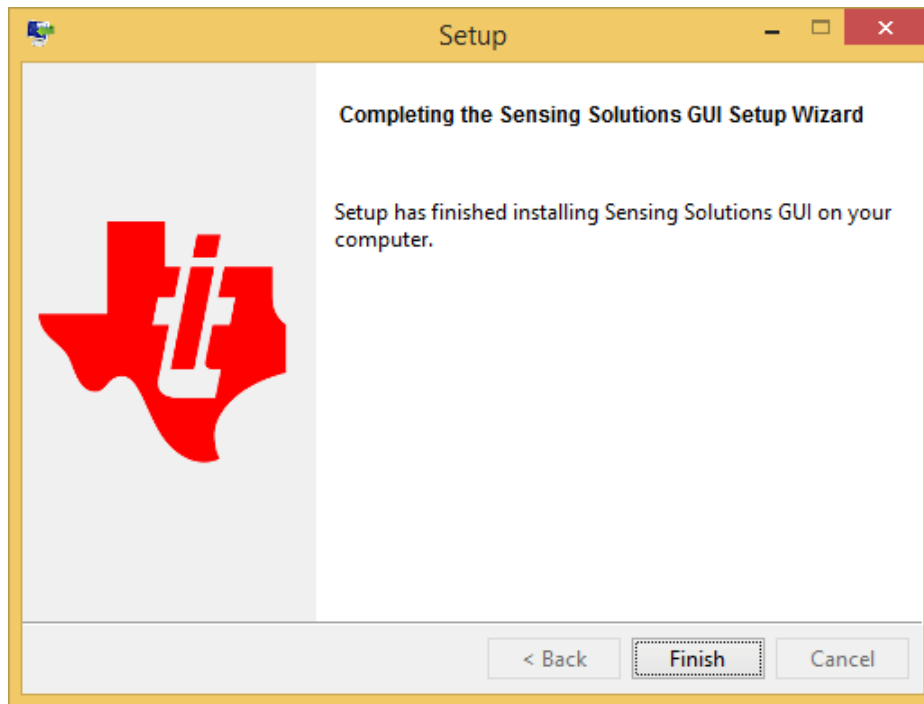 Setup
Completing the Sensing Solutions GUI Setup Wizard
Setup has finished installing Sensing Solutions GUI on your
computer.
ti
< Back Finish Cancel